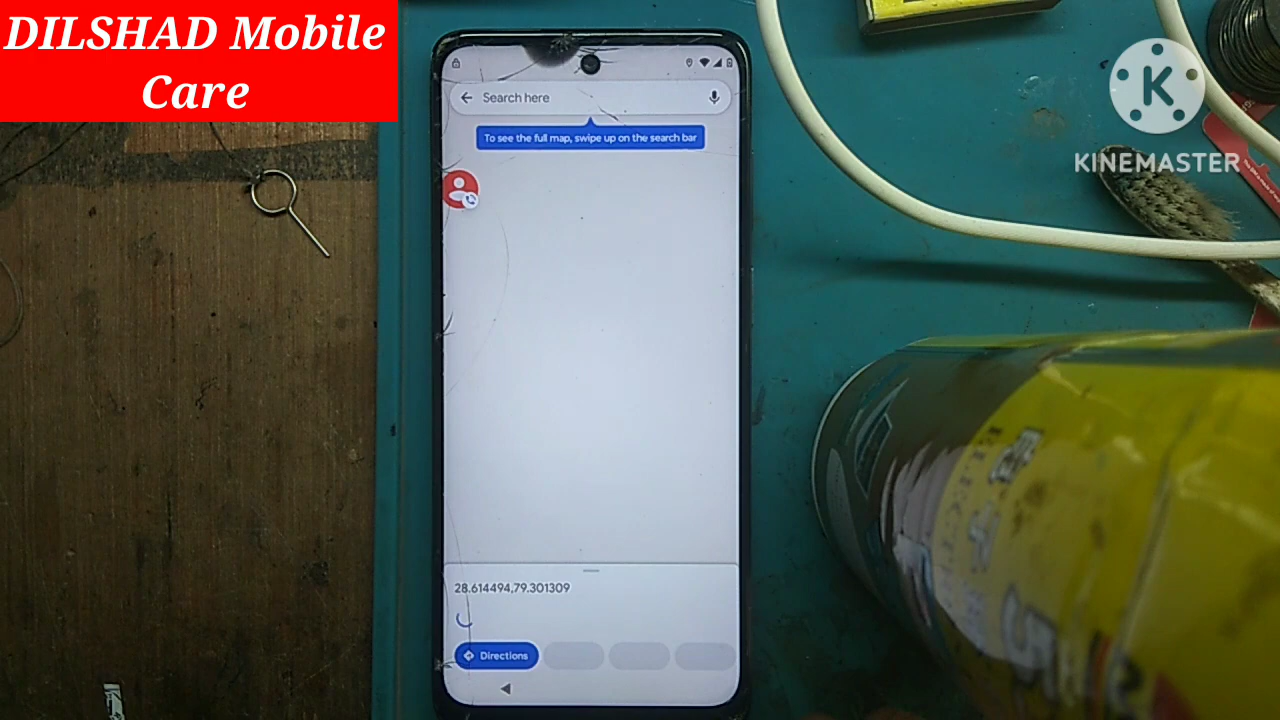 DILSHAD Mobile
Care
Search here
To see the full map, swipe up on the search bar
28.614494,79.301309
Directions
K
KINEMASTER